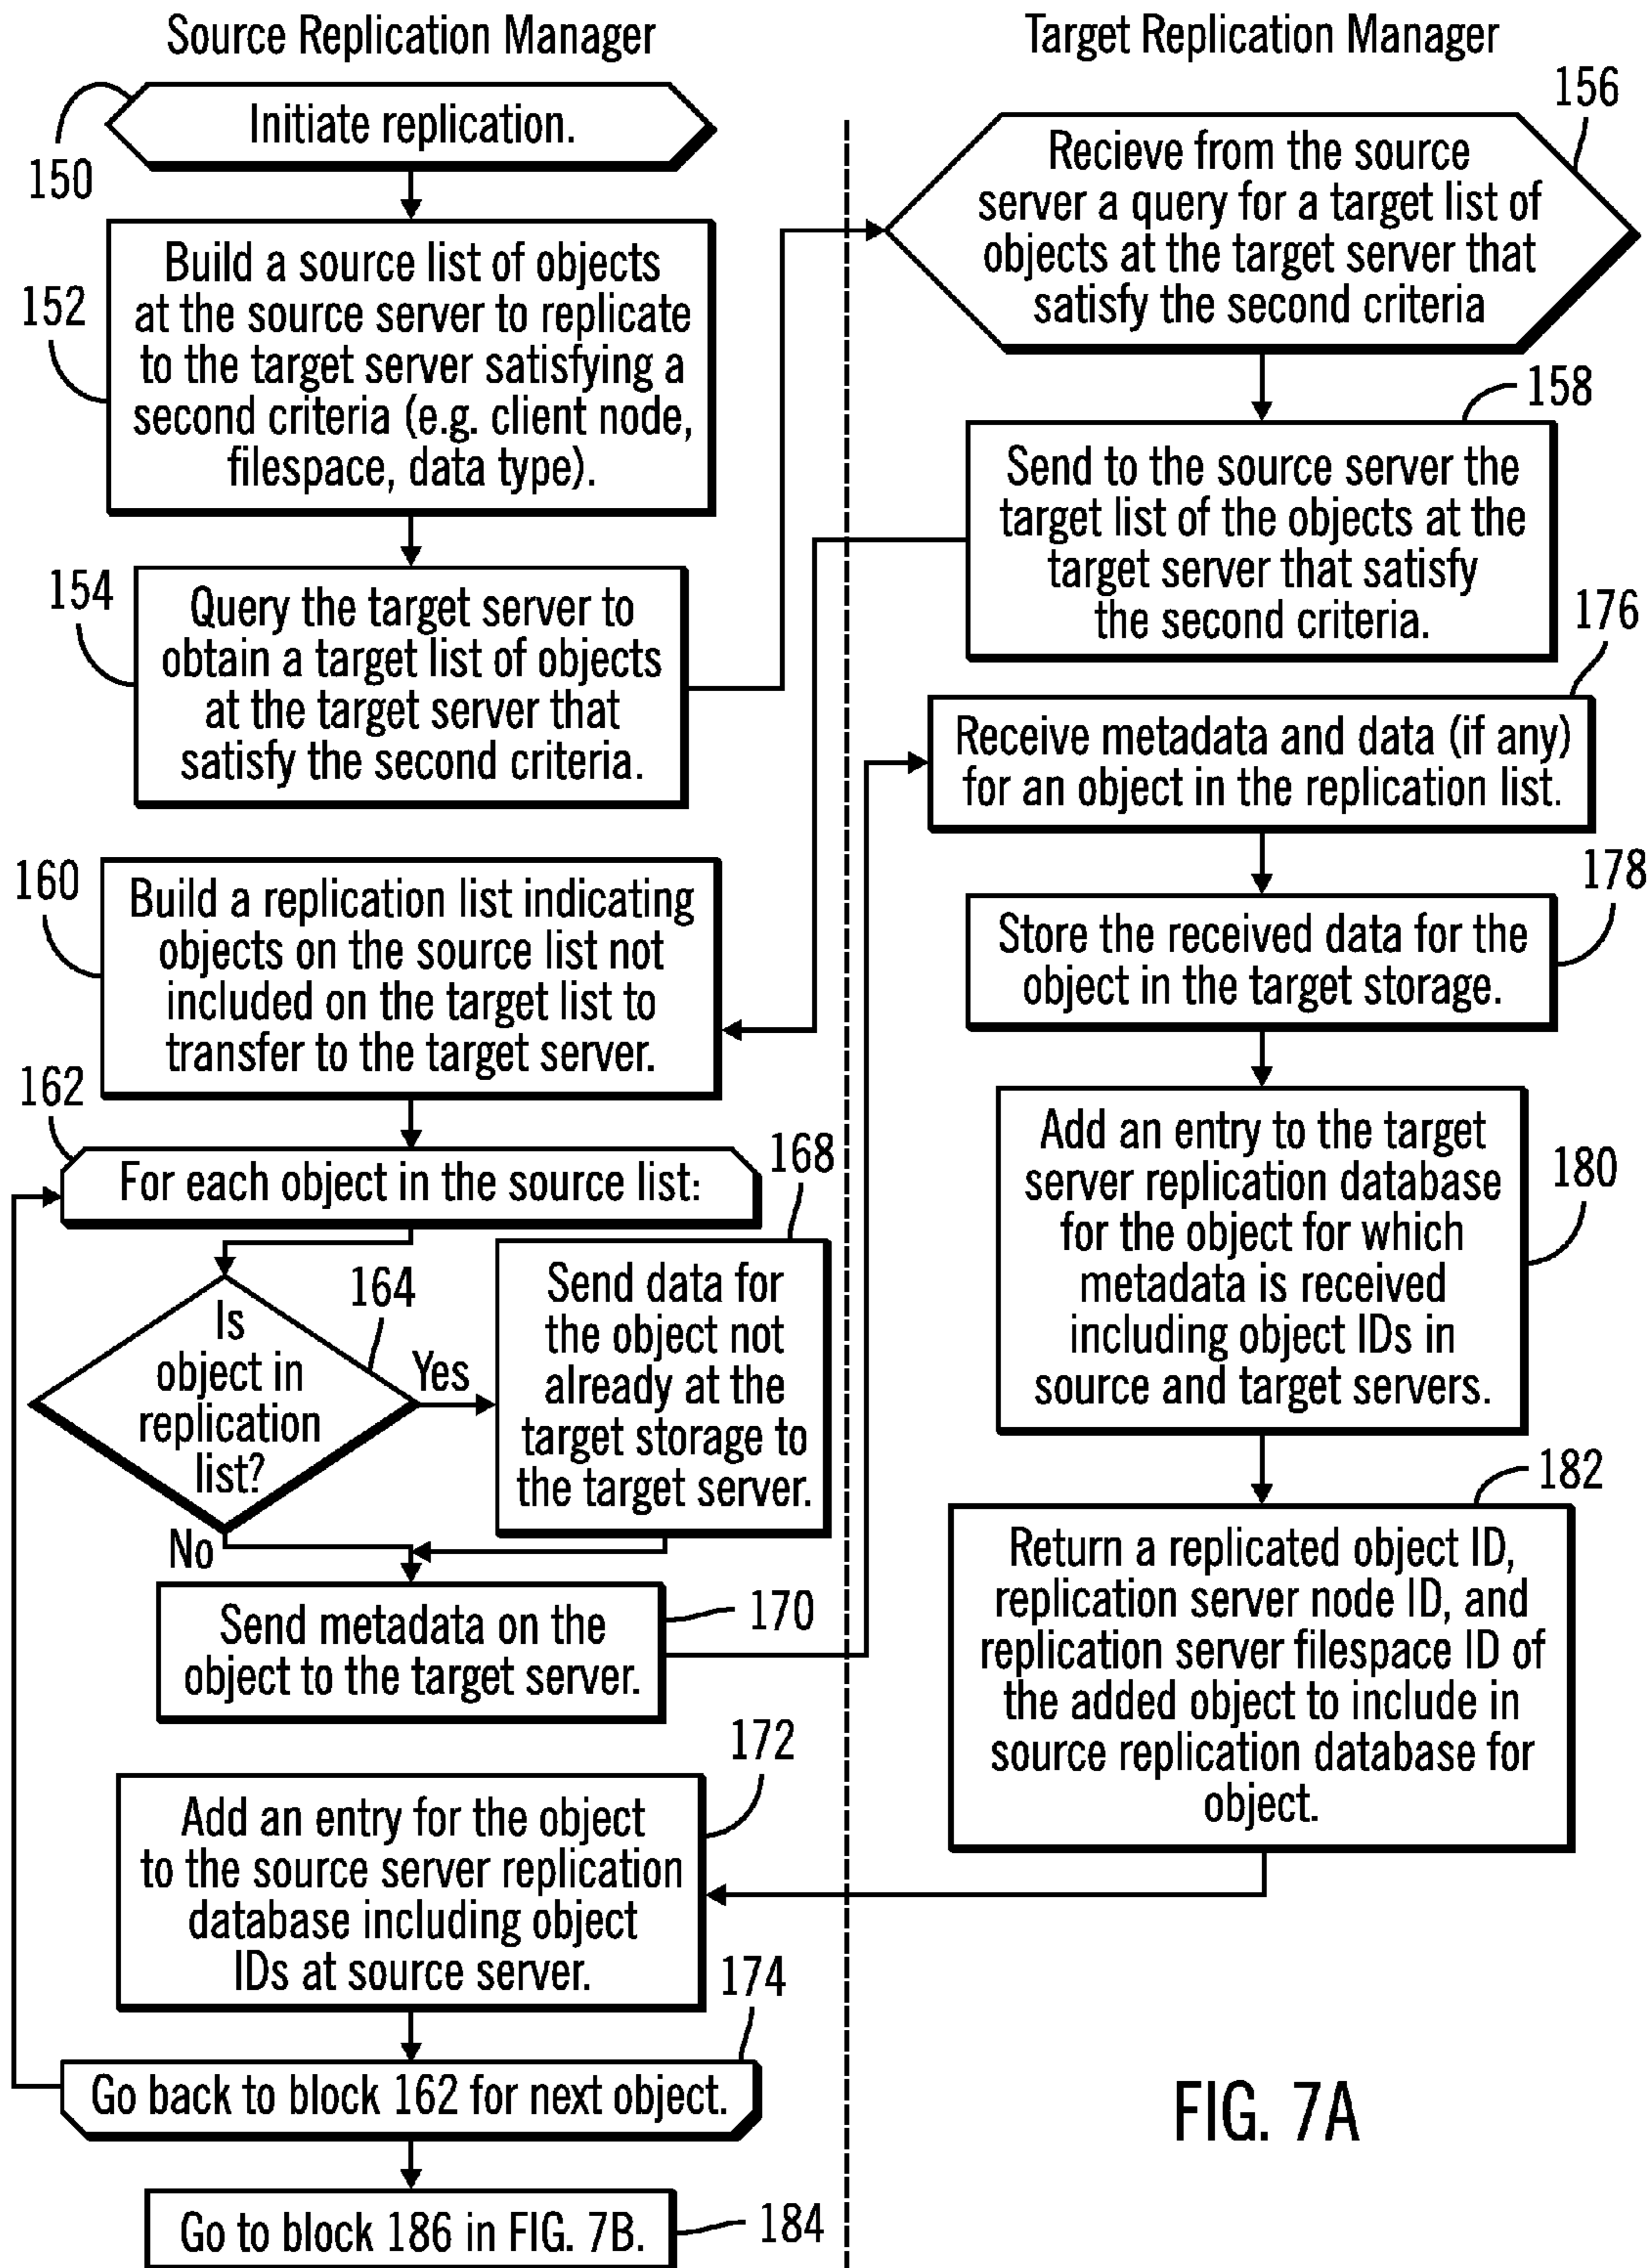 Source Replication Manager
150
Initiate replication.
152
Build a source list of objects
at the source server to replicate
to the target server satisfying a
second criteria (e.g. client node,
filespace, data type).
154
Query the target server to
obtain a target list of objects
at the target server that
satisfy the second criteria.
160
Build a replication list indicating
objects on the source list not
included on the target list to
transfer to the target server.
162
For each object in the source list:
164
Is
object in
replication
list?
Yes
No
168
Send data for
the object not
already at the
target storage to
the target server.
170
Send metadata on the
object to the target server.
172
Add an entry for the object
to the source server replication
database including object
IDs at source server.
174
Go back to block 162 for next object.
Go to block 186 in FIG. 7B.
184
Target Replication Manager
156
Recieve from the source
server a query for a target list of
objects at the target server that
satisfy the second criteria
158
Send to the source server the
target list of the objects at the
target server that satisfy
the second criteria.
176
Receive metadata and data (if any)
for an object in the replication list.
178
Store the received data for the
object in the target storage.
180
Add an entry to the target
server replication database
for the object for which
metadata is received
including object IDs in
source and target servers.
182
Return a replicated object ID,
replication server node ID, and
replication server filespace ID of
the added object to include in
source replication database for
object.
FIG. 7A